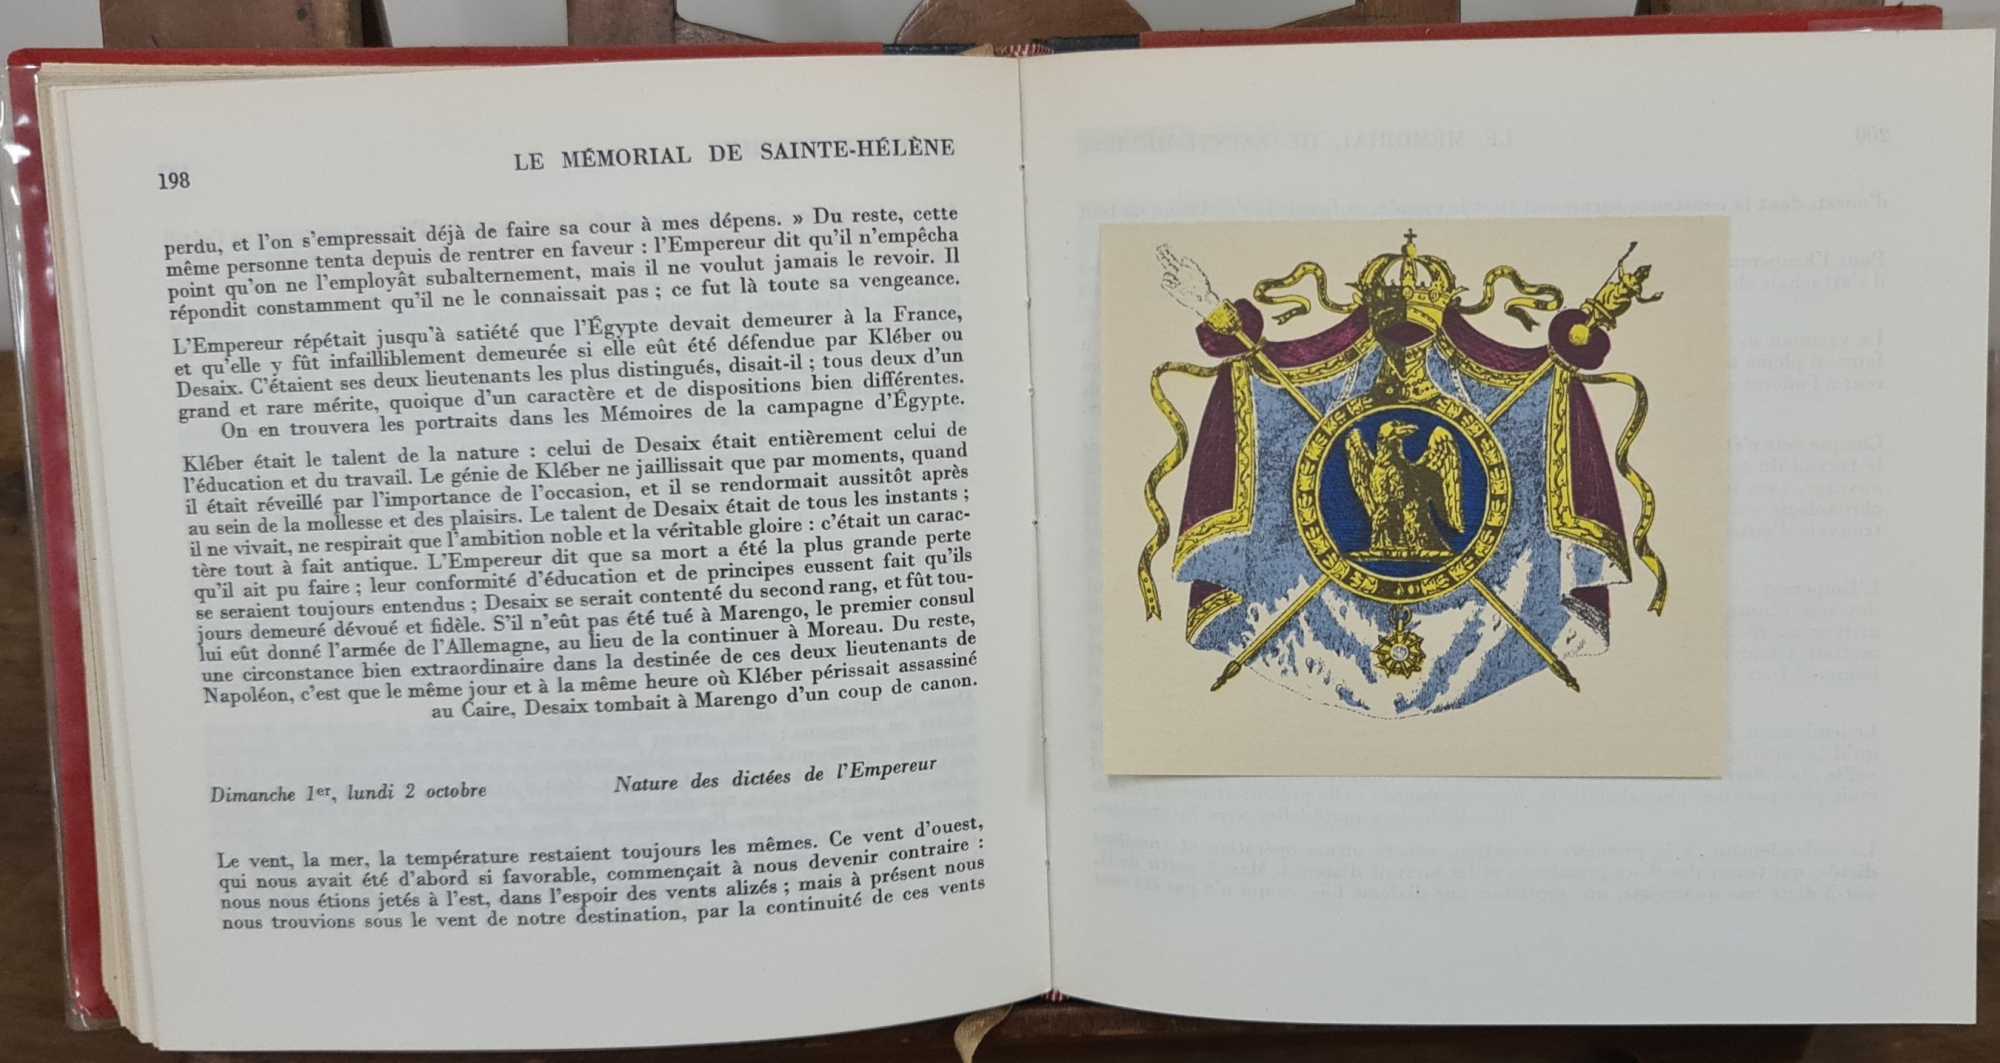 198
LE MÉMORIAL DE SAINTE-HÉLÈNE
perdu, et l'on s'empressait déjà de faire sa cour à mes dépens. » Du reste, cette
même personne tenta depuis de rentrer en faveur : l'Empereur dit qu'il n'empêcha
point qu'on ne l'employât subalternement, mais il ne voulut jamais le revoir. Il
répondit constamment qu'il ne le connaissait pas ; ce fut là toute sa vengeance.
L'Empereur répétait jusqu'à satiété que l'Égypte devait demeurer à la France,
et qu'elle y fût infailliblement demeurée si elle eût été défendue par Kléber ou
Desaix. C'étaient ses deux lieutenants les plus distingués, disait-il ; tous deux d'un
grand et rare mérite, quoique d'un caractère et de dispositions bien différentes.
On en trouvera les portraits dans les Mémoires de la campagne d'Égypte.
Kléber était le talent de la nature : celui de Desaix était entièrement celui de
l'éducation et du travail. Le génie de Kléber ne jaillissait que par moments, quand
il était réveillé par l'importance de l'occasion, et il se rendormait aussitôt après
au sein de la mollesse et des plaisirs. Le talent de Desaix était de tous les instants ;
il ne vivait, ne respirait que l'ambition noble et la véritable gloire : c'était un carac-
tère tout à fait antique. L'Empereur dit que sa mort a été la plus grande perte
qu'il ait pu faire ; leur conformité d'éducation et de principes eussent fait qu'ils
se seraient toujours entendus ; Desaix se serait contenté du second rang, et fût tou-
jours demeuré dévoué et fidèle. S'il n'eût pas été tué à Marengo, le premier consul
lui eût donné l'armée de l'Allemagne, au lieu de la continuer à Moreau. Du reste,
une circonstance bien extraordinaire dans la destinée de ces deux lieutenants de
Napoléon, c'est que le même jour et à la même heure où Kléber périssait assassiné
au Caire, Desaix tombait à Marengo d'un coup de canon.
Dimanche 1er, lundi 2 octobre Nature des dictées de l'Empereur
Le vent, la mer, la température restaient toujours les mêmes. Ce vent d'ouest,
qui nous avait été d'abord si favorable, commençait à nous devenir contraire :
nous nous étions jetés à l'est, dans l'espoir des vents alizés ; mais à présent nous
nous trouvions sous le vent de notre destination, par la continuité de ces vents